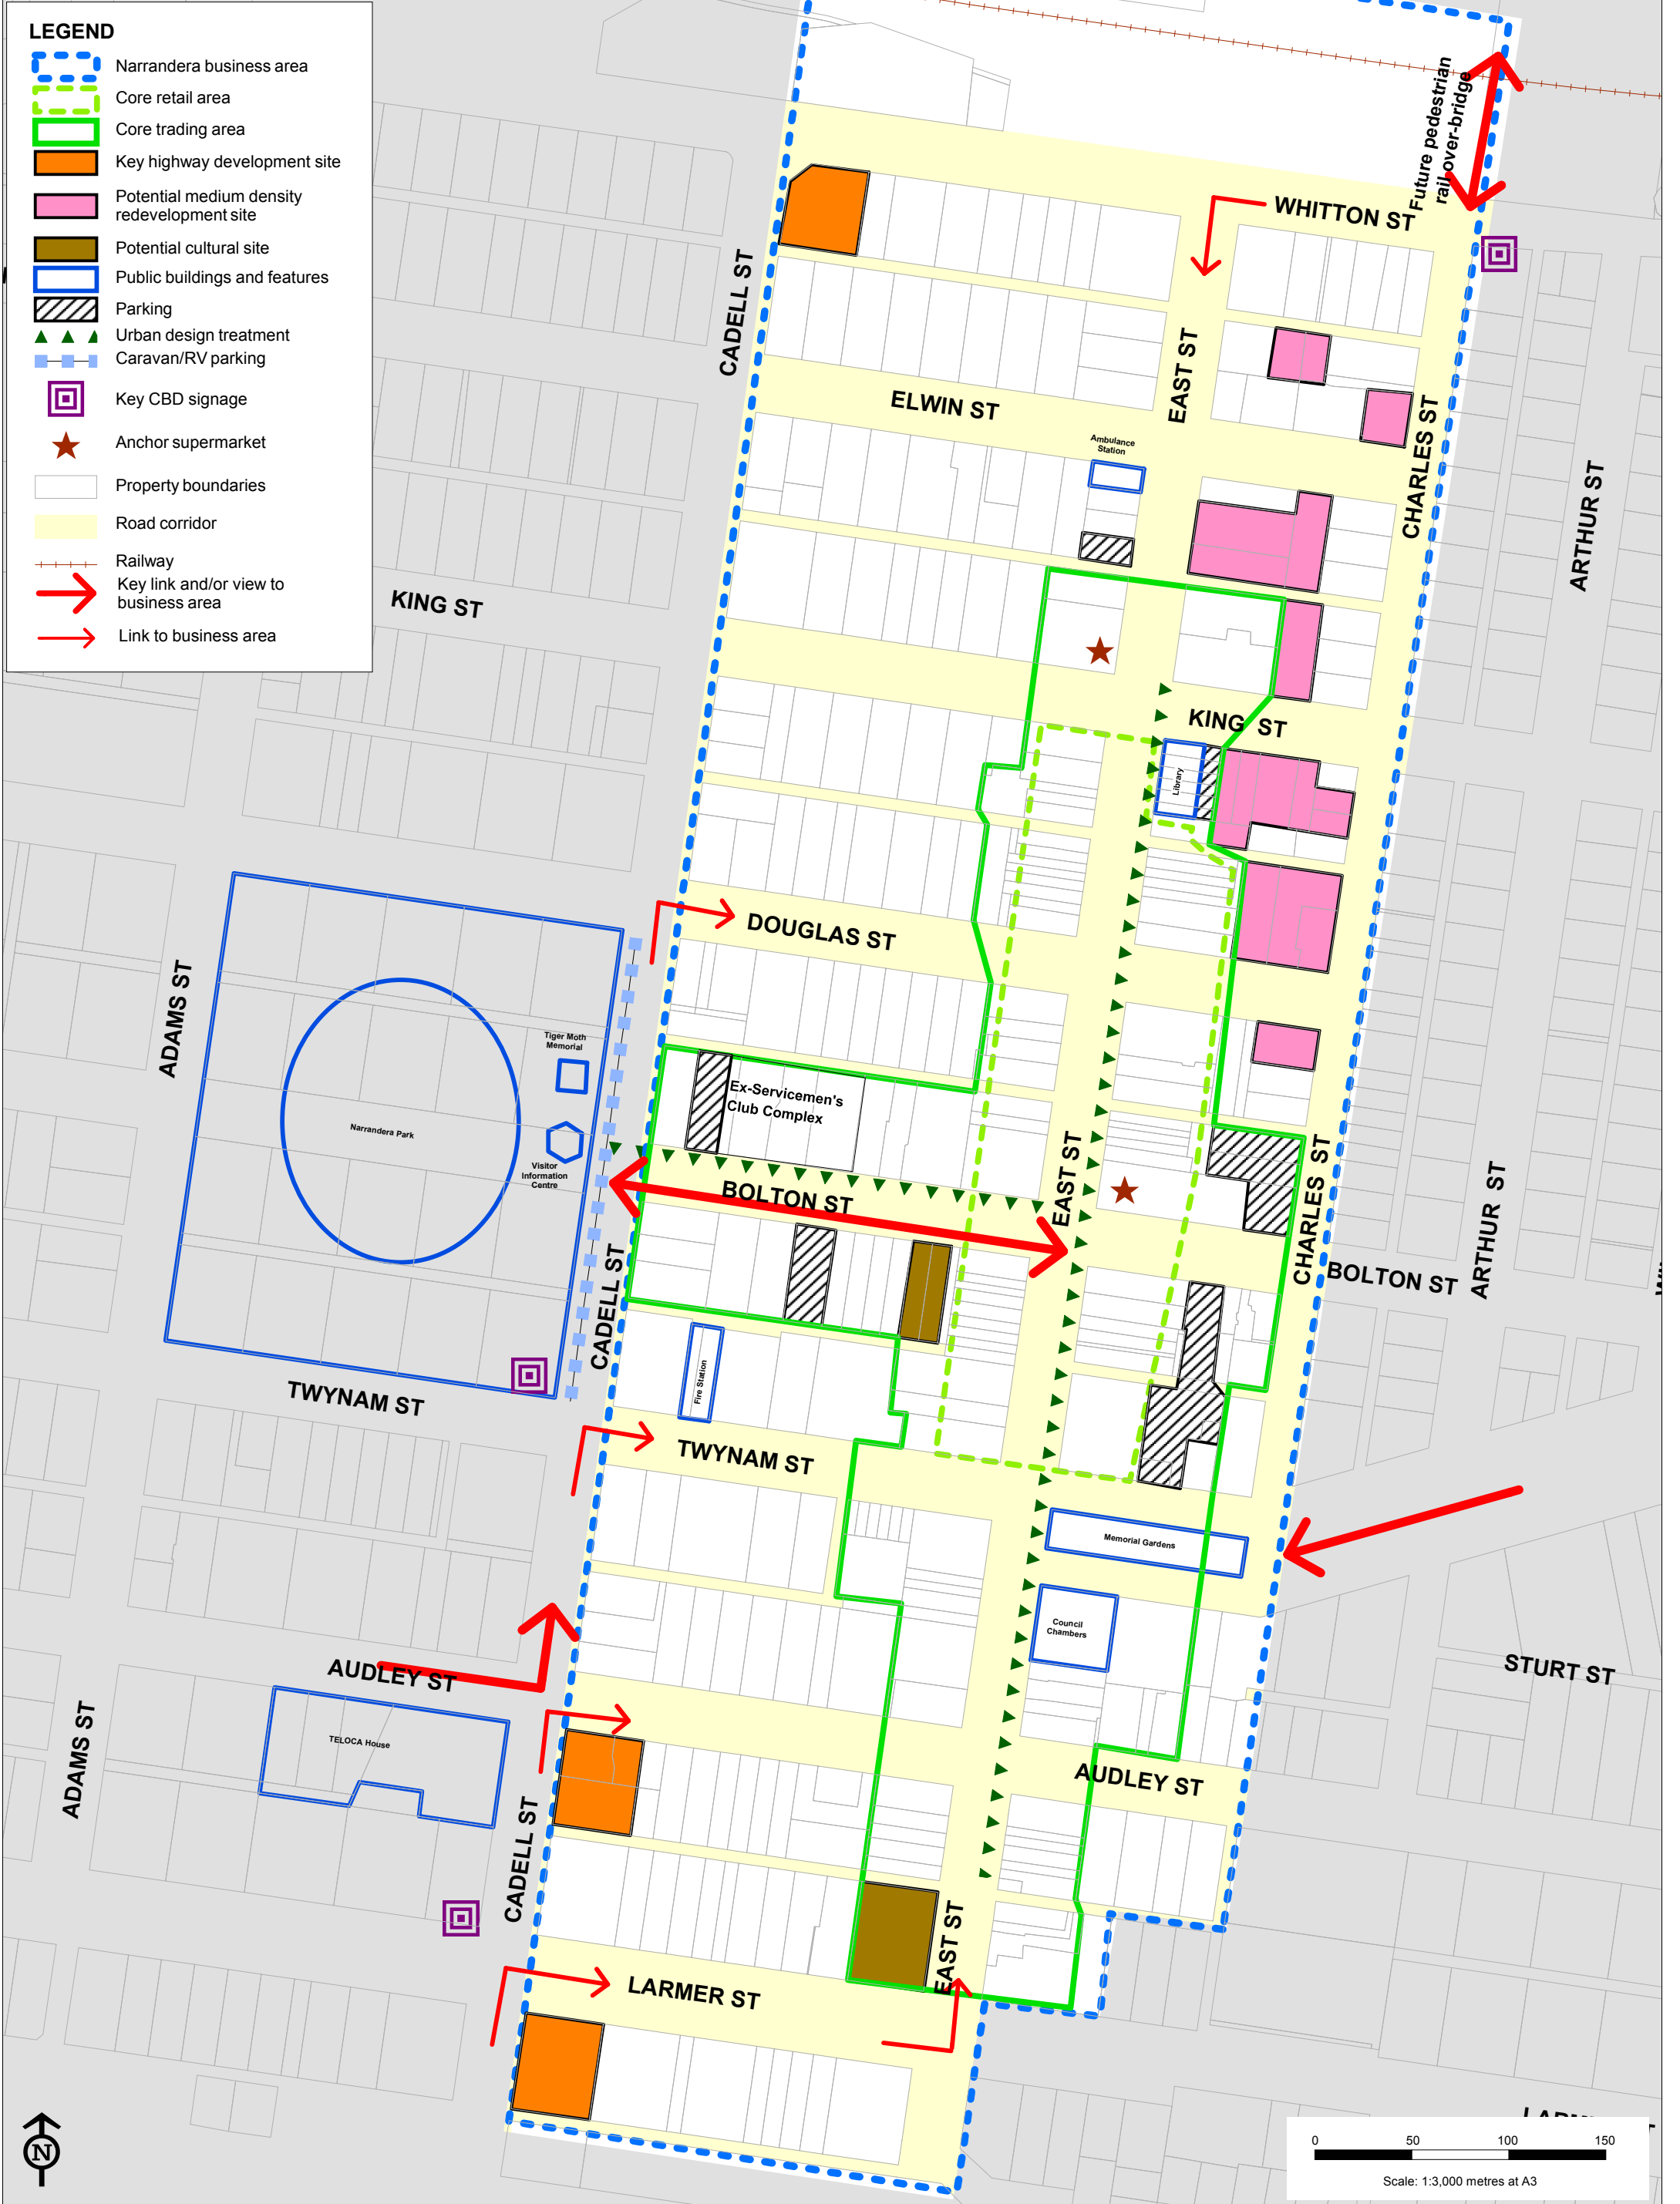 LEGEND
Narrandera business area
Core retail area
Core trading area
Key highway development site
Potential medium density
redevelopment site
Potential cultural site
Public buildings and features
Parking
Urban design treatment
Caravan/RV parking
Key CBD signage
Anchor supermarket
Property boundaries
Road corridor
Railway
Key link and/or view to
business area
Link to business area
Future pedestrian
rail over-bridge
WHITTON ST
CADELL ST
EAST ST
ELWIN ST
CHARLES ST
Ambulance
Station
ARTHUR ST
KING ST
KING ST
Library
DOUGLAS ST
ADAMS ST
Tiger Moth
Memorial
Ex-Servicemen's
Club Complex
Narrandera Park
Visitor
Information
Centre
BOLTON ST
EAST ST
CHARLES ST
ARTHUR ST
BOLTON ST
CADELL ST
Fire Station
TWYNAM ST
TWYNAM ST
Memorial Gardens
Council
Chambers
AUDLEY ST
STURT ST
TELOCA House
ADAMS ST
AUDLEY ST
CADELL ST
EAST ST
LARMER ST
N
0 50 100 150
Scale: 1:3,000 metres at A3